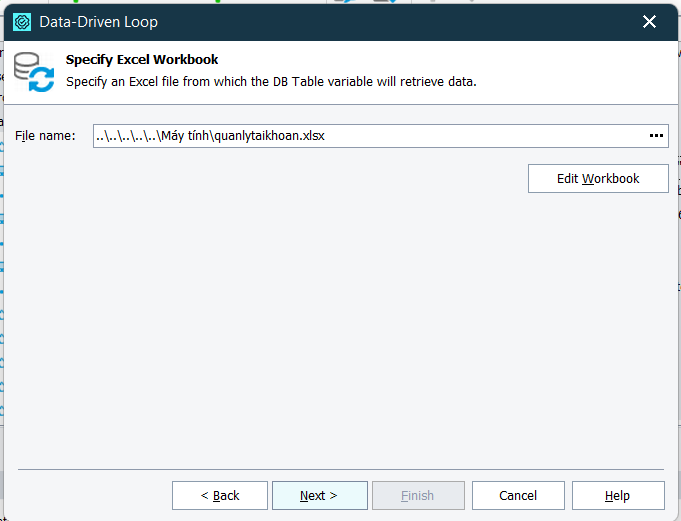 Data-Driven Loop
Specify Excel Workbook
Specify an Excel file from which the DB Table variable will retrieve data.
File name: ..\..\..\..\..\Máy tính\quanlytaikhoan.xlsx
Edit Workbook
< Back Next > Finish Cancel Help